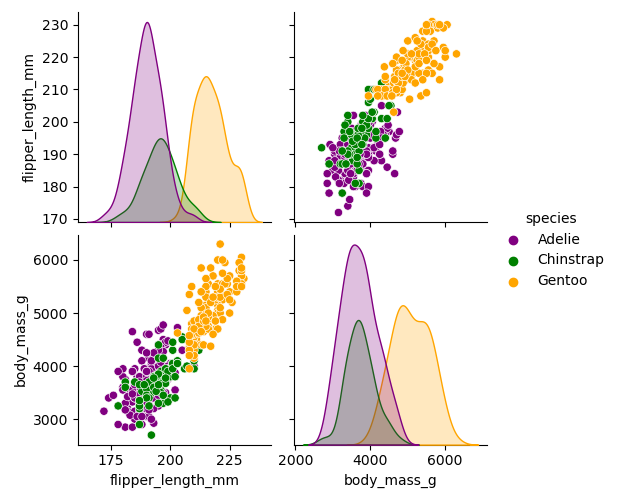 230
220
210
200
190
180
170
flipper_length_mm
6000
5000
4000
3000
body_mass_g
175 200 225
flipper_length_mm
2000 4000 6000
body_mass_g
species
Adelie
Chinstrap
Gentoo